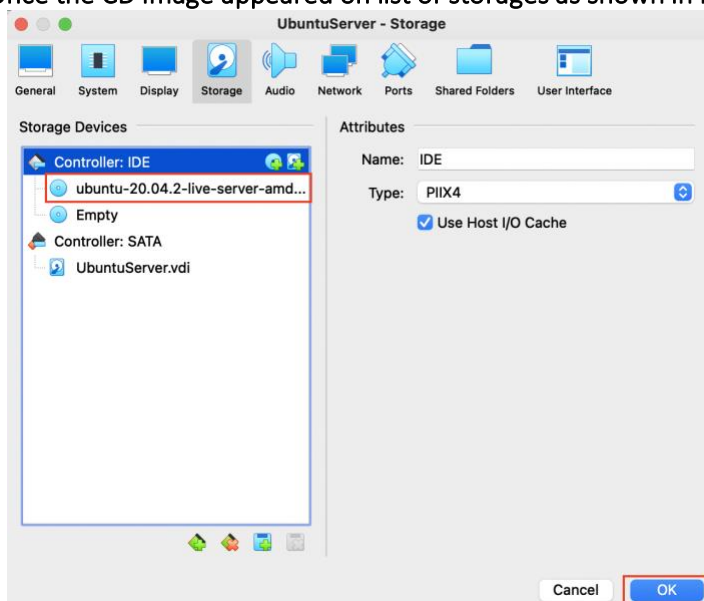 Once the CD image appeared on list of storages as shown in
UbuntuServer - Storage
General System Display Storage Audio Network Ports Shared Folders User Interface
Storage Devices Attributes
Controller: IDE Name: IDE
ubuntu-20.04.2-live-server-amd... Type: PIIX4
Empty Use Host I/O Cache
Controller: SATA
UbuntuServer.vdi
Cancel OK